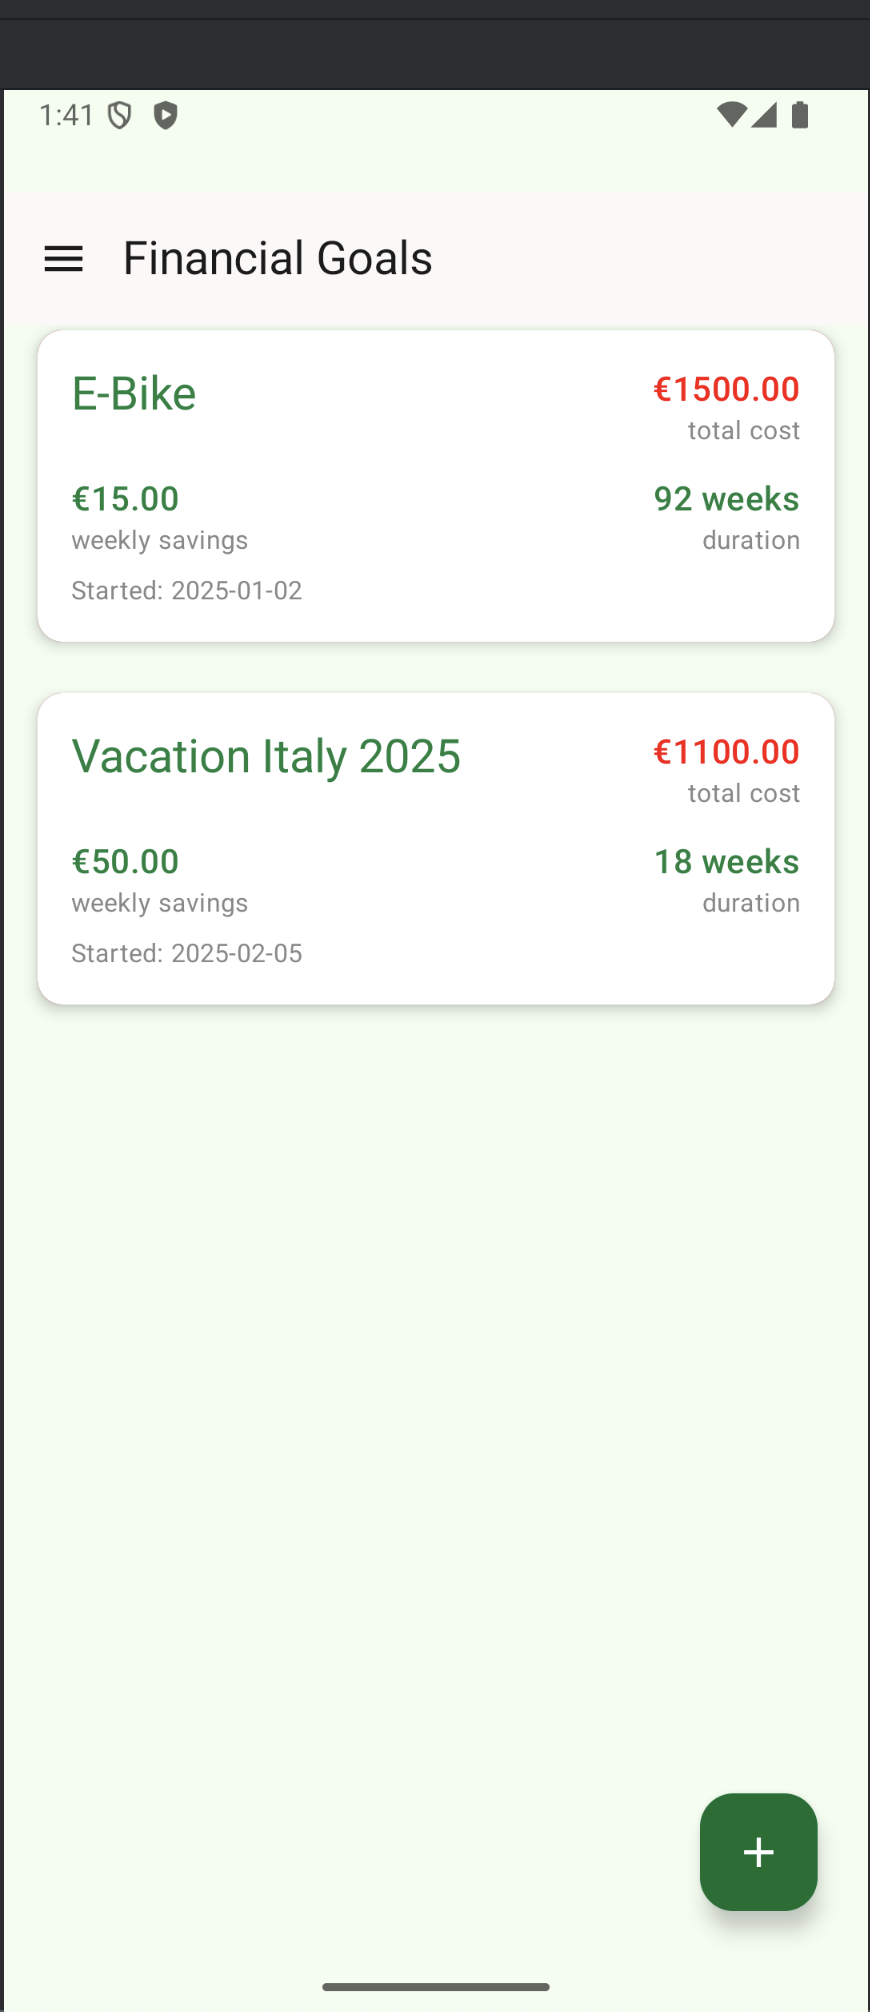 1:41
Financial Goals
E-Bike
€1500.00
total cost
€15.00
92 weeks
weekly savings
duration
Started: 2025-01-02
Vacation Italy 2025
€1100.00
total cost
€50.00
18 weeks
weekly savings
duration
Started: 2025-02-05
+